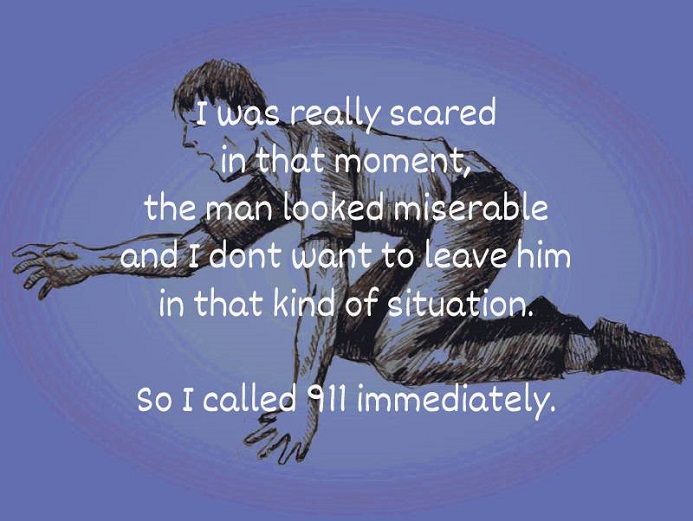 I was really scared
in that moment,
the man looked miserable
and I dont want to leave him
in that kind of situation.
So I called 911 immediately.